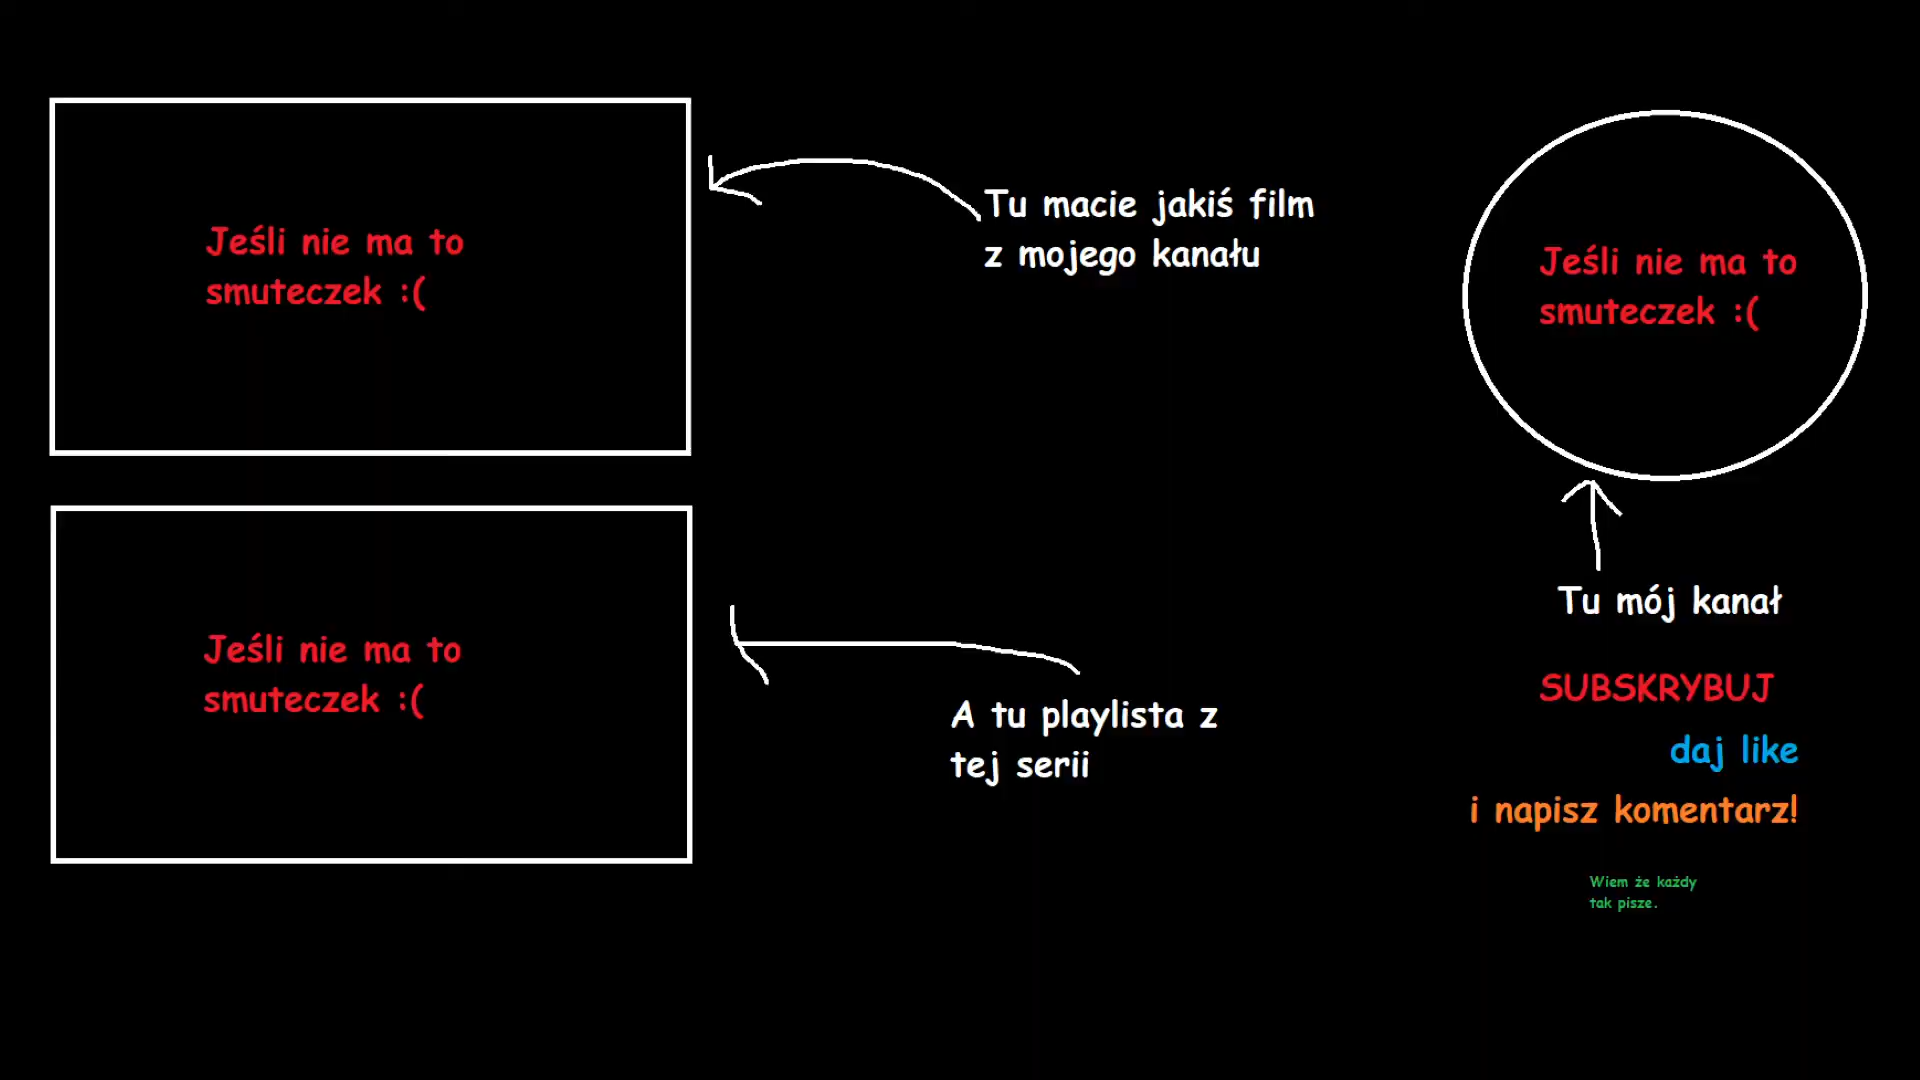 Jeśli nie ma to
smuteczek :(
Tu macie jakiś film
z mojego kanału
Jeśli nie ma to
smuteczek :(
Jeśli nie ma to
smuteczek :(
A tu playlista z
tej serii
Tu mój kanał
SUBSKRYBUJ
daj like
i napisz komentarz!
Wiem że każdy
tak pisze.